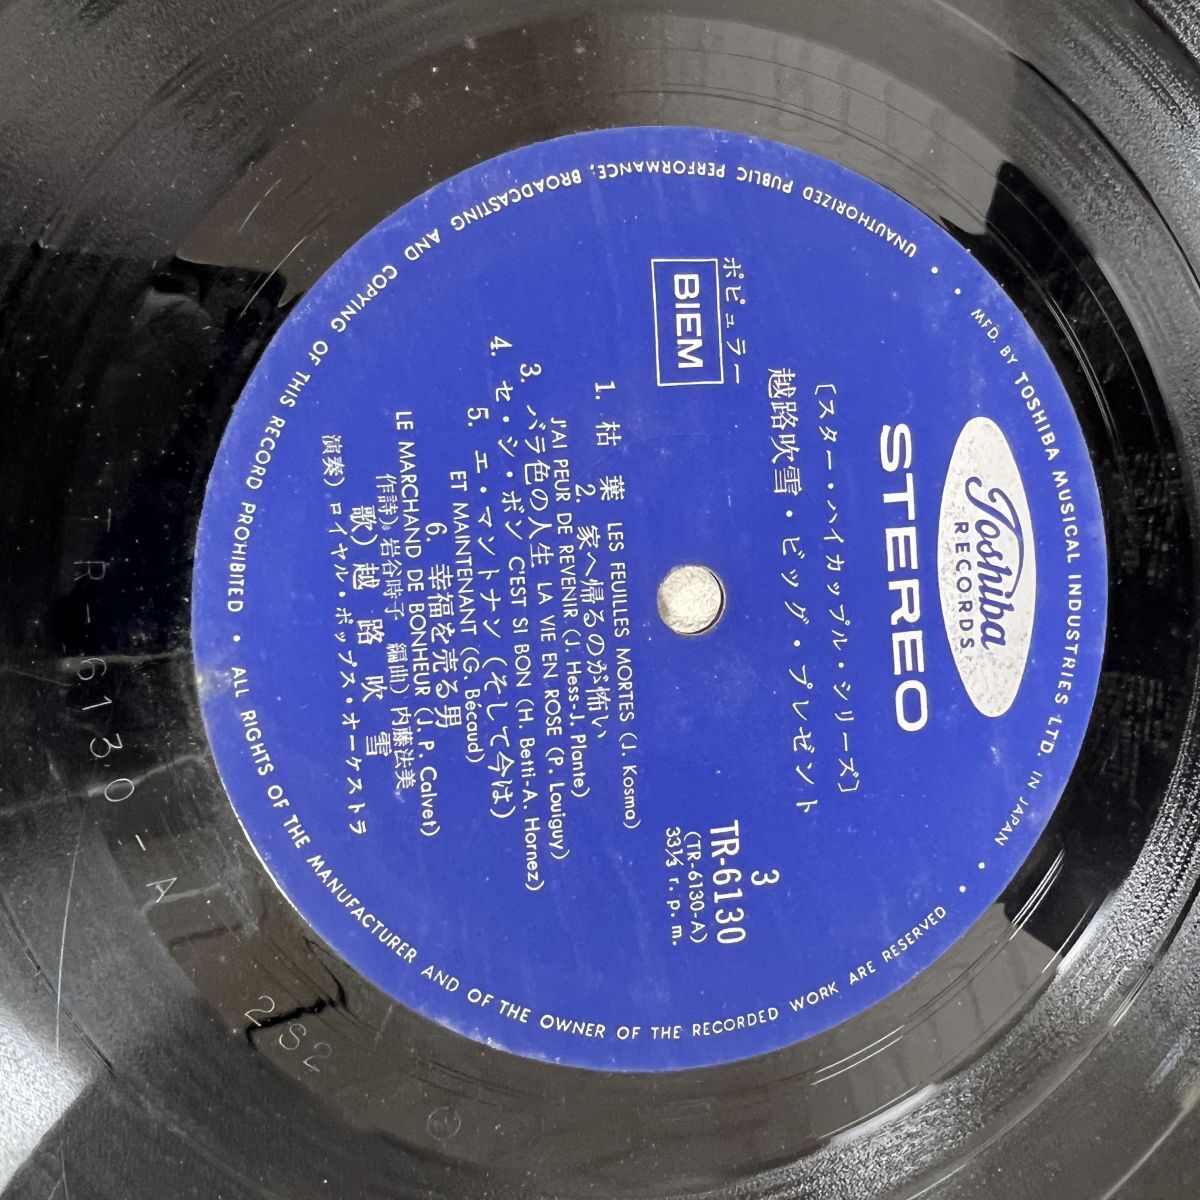 MFD. BY TOSHIBA MUSICAL INDUSTRIES LTD. IN JAPAN •
Toshiba
RECORDS
STEREO
〔スター・ハイカップル・シリーズ〕
越路吹雪・ビッグ・プレゼント
ポピュラー
BIEM
3
TR-6130
(TR-6130-A)
33⅓ r.p.m.
1. 枯葉 LES FEUILLES MORTES (J. Kosma)
2. 家へ帰るのが怖い
J'AI PEUR DE REVENIR (J. Hess-J. Plante)
3. バラ色の人生 LA VIE EN ROSE (P. Louiguy)
4. セ・シ・ボン C'EST SI BON (H. Betti-A. Hornez)
5. エ・マントナン (そして今は)
ET MAINTENANT (G. Bécaud)
6. 幸福を売る男
LE MARCHAND DE BONHEUR (J. P. Calvet)
作詩) 岩谷時子 編曲) 内藤法美
歌) 越路吹雪
演奏) ロイヤル・ポップス・オーケストラ
• ALL RIGHTS OF THE MANUFACTURER AND OF THE OWNER OF THE RECORDED WORK ARE RESERVED •
• UNAUTHORIZED PUBLIC PERFORMANCE, BROADCASTING AND COPYING OF THIS RECORD PROHIBITED
TR-6130-A
2S2